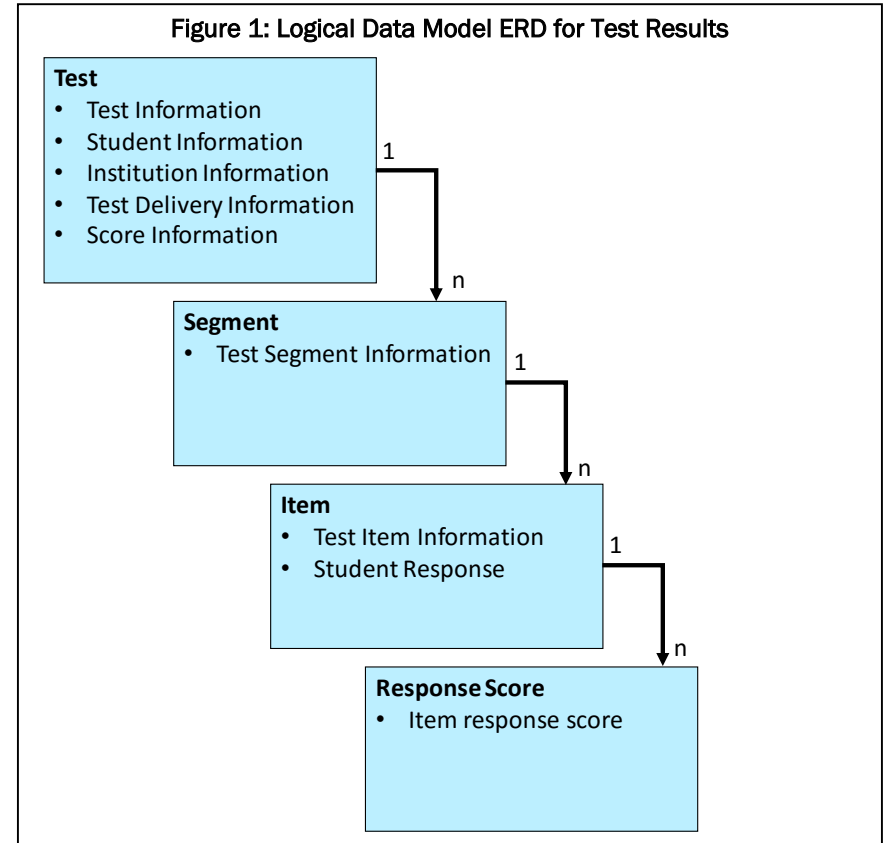 Figure 1: Logical Data Model ERD for Test Results
Test
• Test Information
• Student Information
• Institution Information
• Test Delivery Information
• Score Information
1
n
Segment
• Test Segment Information
1
n
Item
• Test Item Information
• Student Response
1
n
Response Score
• Item response score